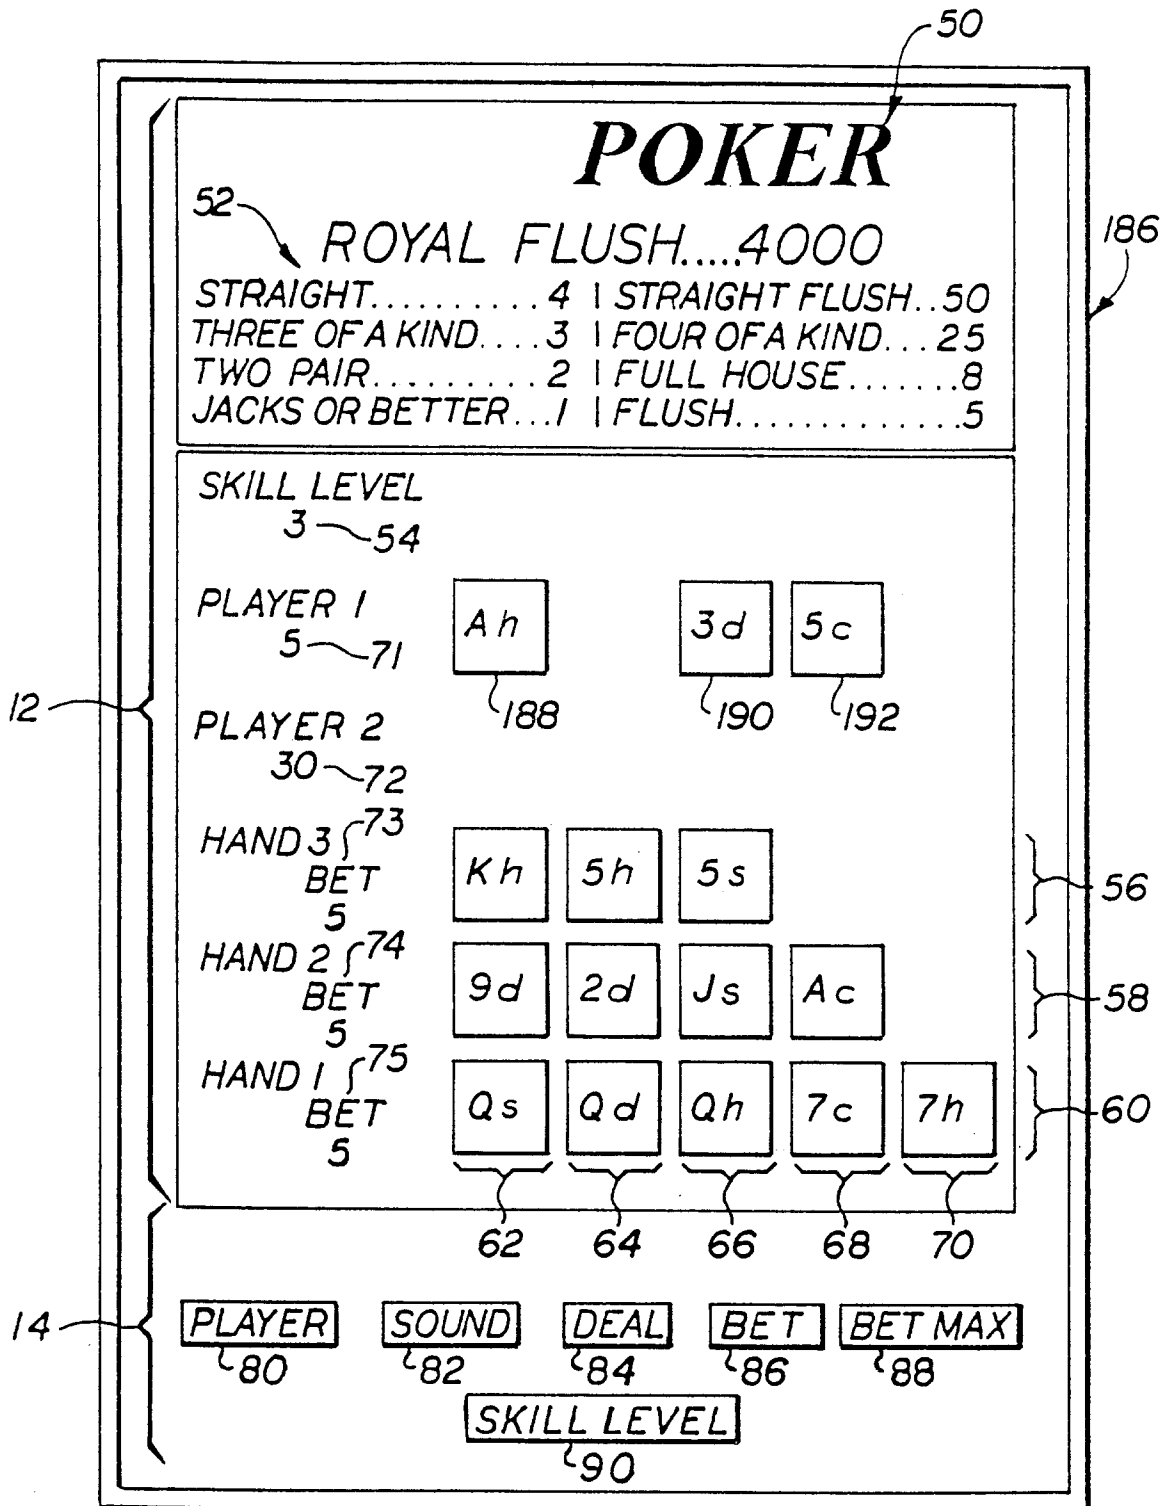 50
POKER
52
186
ROYAL FLUSH.....4000
STRAIGHT..........4 | STRAIGHT FLUSH..50
THREE OF A KIND....3 | FOUR OF A KIND...25
TWO PAIR.........2 | FULL HOUSE.......8
JACKS OR BETTER...1 | FLUSH.............5
SKILL LEVEL
3 54
PLAYER 1 Ah 3d 5c
5 71
12 188 190 192
PLAYER 2
30 72
HAND 3 73
BET Kh 5h 5s 56
5
HAND 2 74
BET 9d 2d Js Ac 58
5
HAND 1 75
BET Qs Qd Qh 7c 7h 60
5
62 64 66 68 70
14 PLAYER SOUND DEAL BET BET MAX
80 82 84 86 88
SKILL LEVEL
90